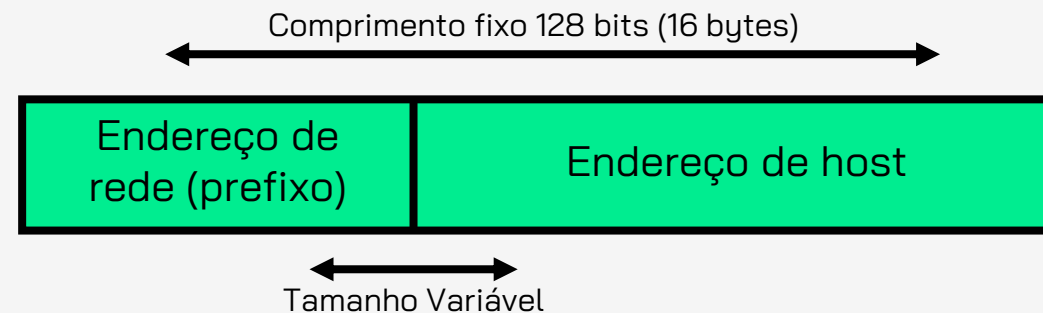 Comprimento fixo 128 bits (16 bytes)
Endereço de
rede (prefixo)
Endereço de host
Tamanho Variável